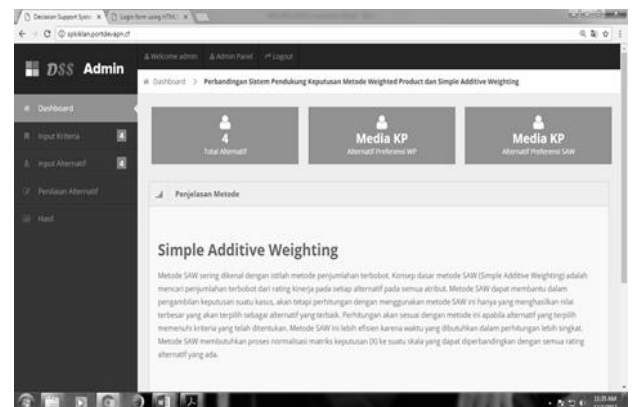 Decision Support Syste
Login form using HTML
spkiklan.portdevapn.cf
DSS Admin
Welcome admin Admin Panel Logout
Dashboard > Perbandingan Sistem Pendukung Keputusan Metode Weighted Product dan Simple Additive Weighting
Dashboard
Input Kriteria 4
Input Alternatif 4
Penilaian Alternatif
Hasil
4
Total Alternatif
Media KP
Alternatif Preferensi WP
Media KP
Alternatif Preferensi SAW
Penjelasan Metode
Simple Additive Weighting
Metode SAW sering dikenal dengan istilah metode penjumlahan terbobot. Konsep dasar metode SAW (Simple Additive Weighting) adalah
mencari penjumlahan terbobot dari rating kinerja pada setiap alternatif pada semua atribut. Metode SAW dapat membantu dalam
pengambilan keputusan suatu kasus, akan tetapi perhitungan dengan menggunakan metode SAW ini hanya yang menghasilkan nilai
terbesar yang akan terpilih sebagai alternatif yang terbaik. Perhitungan akan sesuai dengan metode ini apabila alternatif yang terpilih
memenuhi kriteria yang telah ditentukan. Metode SAW ini lebih efisien karena waktu yang dibutuhkan dalam perhitungan lebih singkat.
Metode SAW membutuhkan proses normalisasi matriks keputusan (X) ke suatu skala yang dapat diperbandingkan dengan semua rating
alternatif yang ada.
11:25 AM